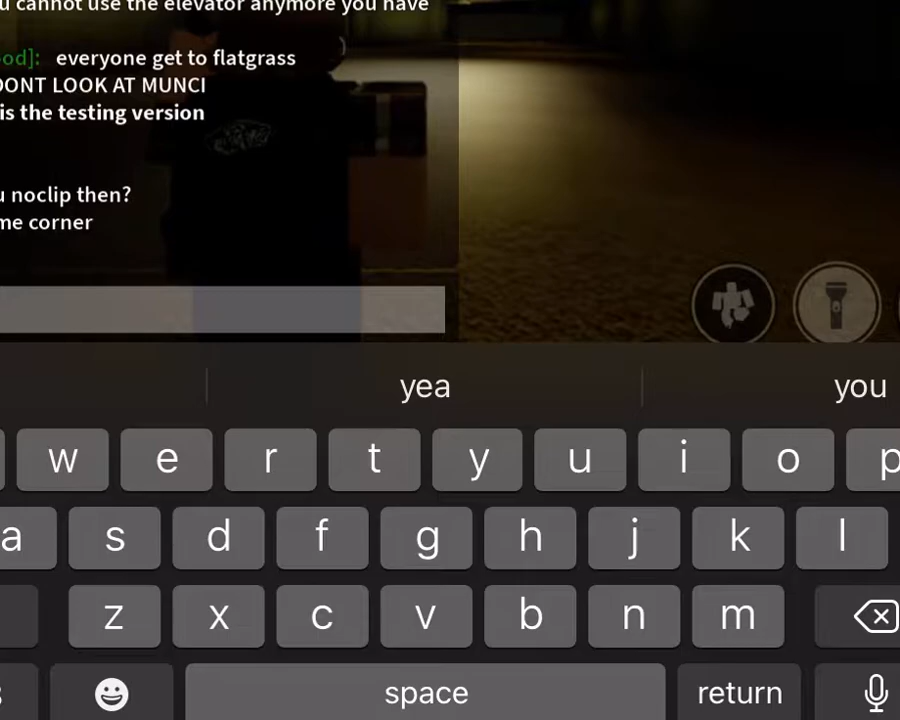 cannot use the elevator anymore you have
od]: everyone get to flatgrass
DONT LOOK AT MUNCI
is the testing version
noclip then?
me corner
yea you
w e r t y u i o p
a s d f g h j k l
z x c v b n m
space return